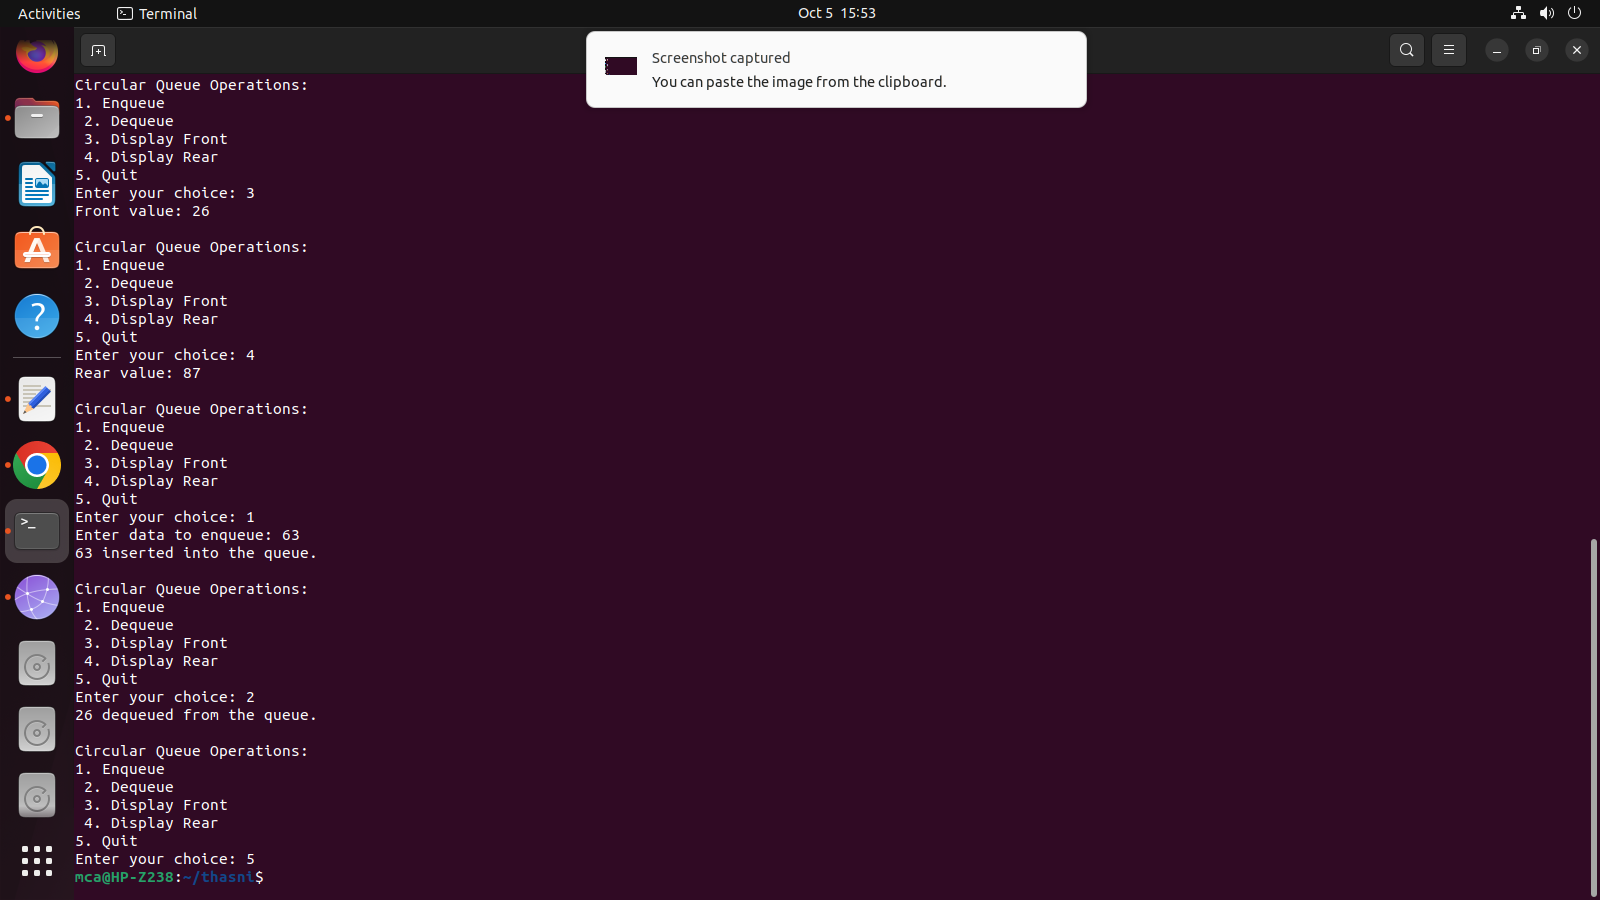 Activities
Terminal
Oct 5 15:53
Screenshot captured
You can paste the image from the clipboard.
Circular Queue Operations:
1. Enqueue
 2. Dequeue
 3. Display Front
 4. Display Rear
5. Quit
Enter your choice: 3
Front value: 26

Circular Queue Operations:
1. Enqueue
 2. Dequeue
 3. Display Front
 4. Display Rear
5. Quit
Enter your choice: 4
Rear value: 87

Circular Queue Operations:
1. Enqueue
 2. Dequeue
 3. Display Front
 4. Display Rear
5. Quit
Enter your choice: 1
Enter data to enqueue: 63
63 inserted into the queue.

Circular Queue Operations:
1. Enqueue
 2. Dequeue
 3. Display Front
 4. Display Rear
5. Quit
Enter your choice: 2
26 dequeued from the queue.

Circular Queue Operations:
1. Enqueue
 2. Dequeue
 3. Display Front
 4. Display Rear
5. Quit
Enter your choice: 5
mca@HP-Z238:~/thasni$